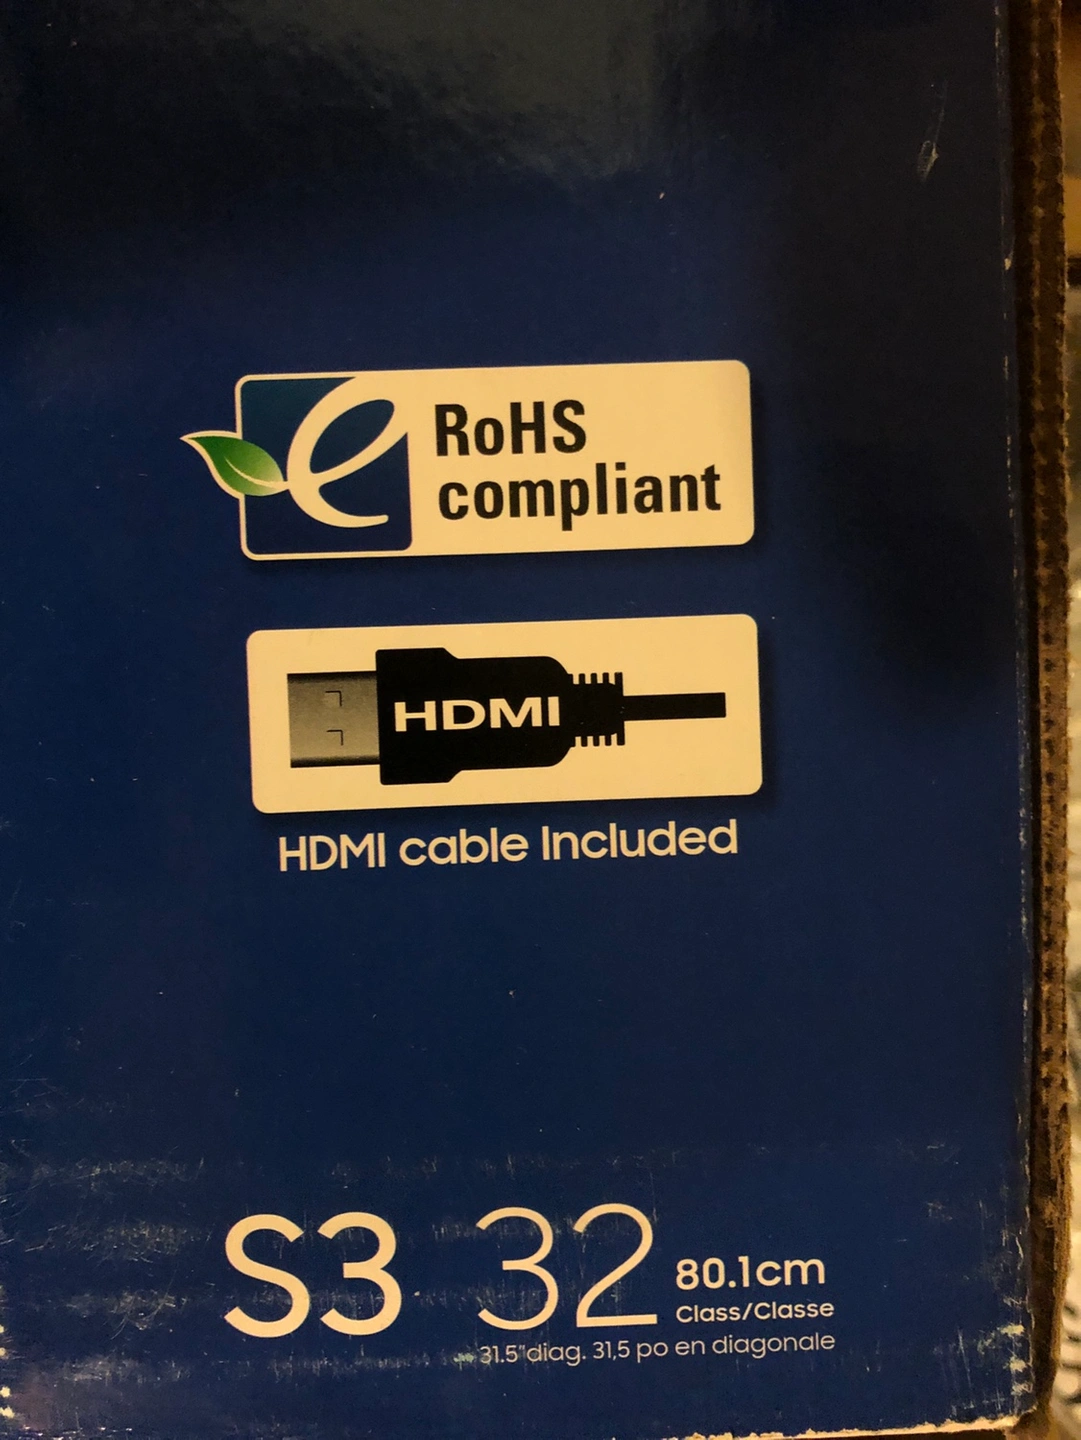 RoHS
compliant
HDMI
HDMI cable Included
S3 32 80.1cm
Class/Classe
31.5"diag. 31,5 po en diagonale